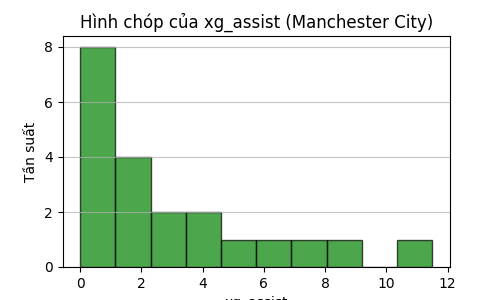 Hình chóp của xg_assist (Manchester City)
Tần suất
8
6
4
2
0
0 2 4 6 8 10 12
xg_assist